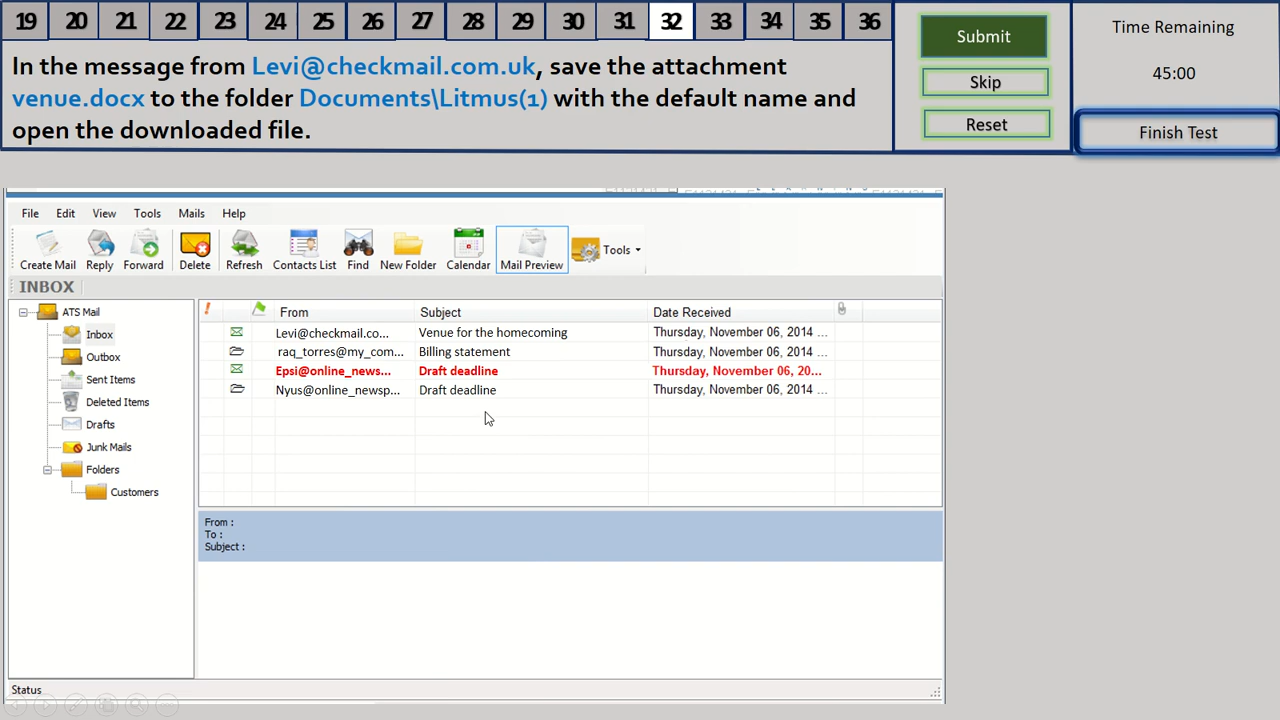 19 20 21 22 23 24 25 26 27 28 29 30 31 32 33 34 35 36
In the message from Levi@checkmail.com.uk, save the attachment
venue.docx to the folder Documents\Litmus(1) with the default name and
open the downloaded file.
Submit
Skip
Reset
Time Remaining
45:00
Finish Test
File Edit View Tools Mails Help
Create Mail Reply Forward Delete Refresh Contacts List Find New Folder Calendar Mail Preview Tools
INBOX
ATS Mail
Inbox
Outbox
Sent Items
Deleted Items
Drafts
Junk Mails
Folders
Customers
! From Subject Date Received
Levi@checkmail.co... Venue for the homecoming Thursday, November 06, 2014 ...
raq_torres@my_com... Billing statement Thursday, November 06, 2014 ...
Epsi@online_news... Draft deadline Thursday, November 06, 20...
Nyus@online_newsp... Draft deadline Thursday, November 06, 2014 ...
From :
To :
Subject :
Status